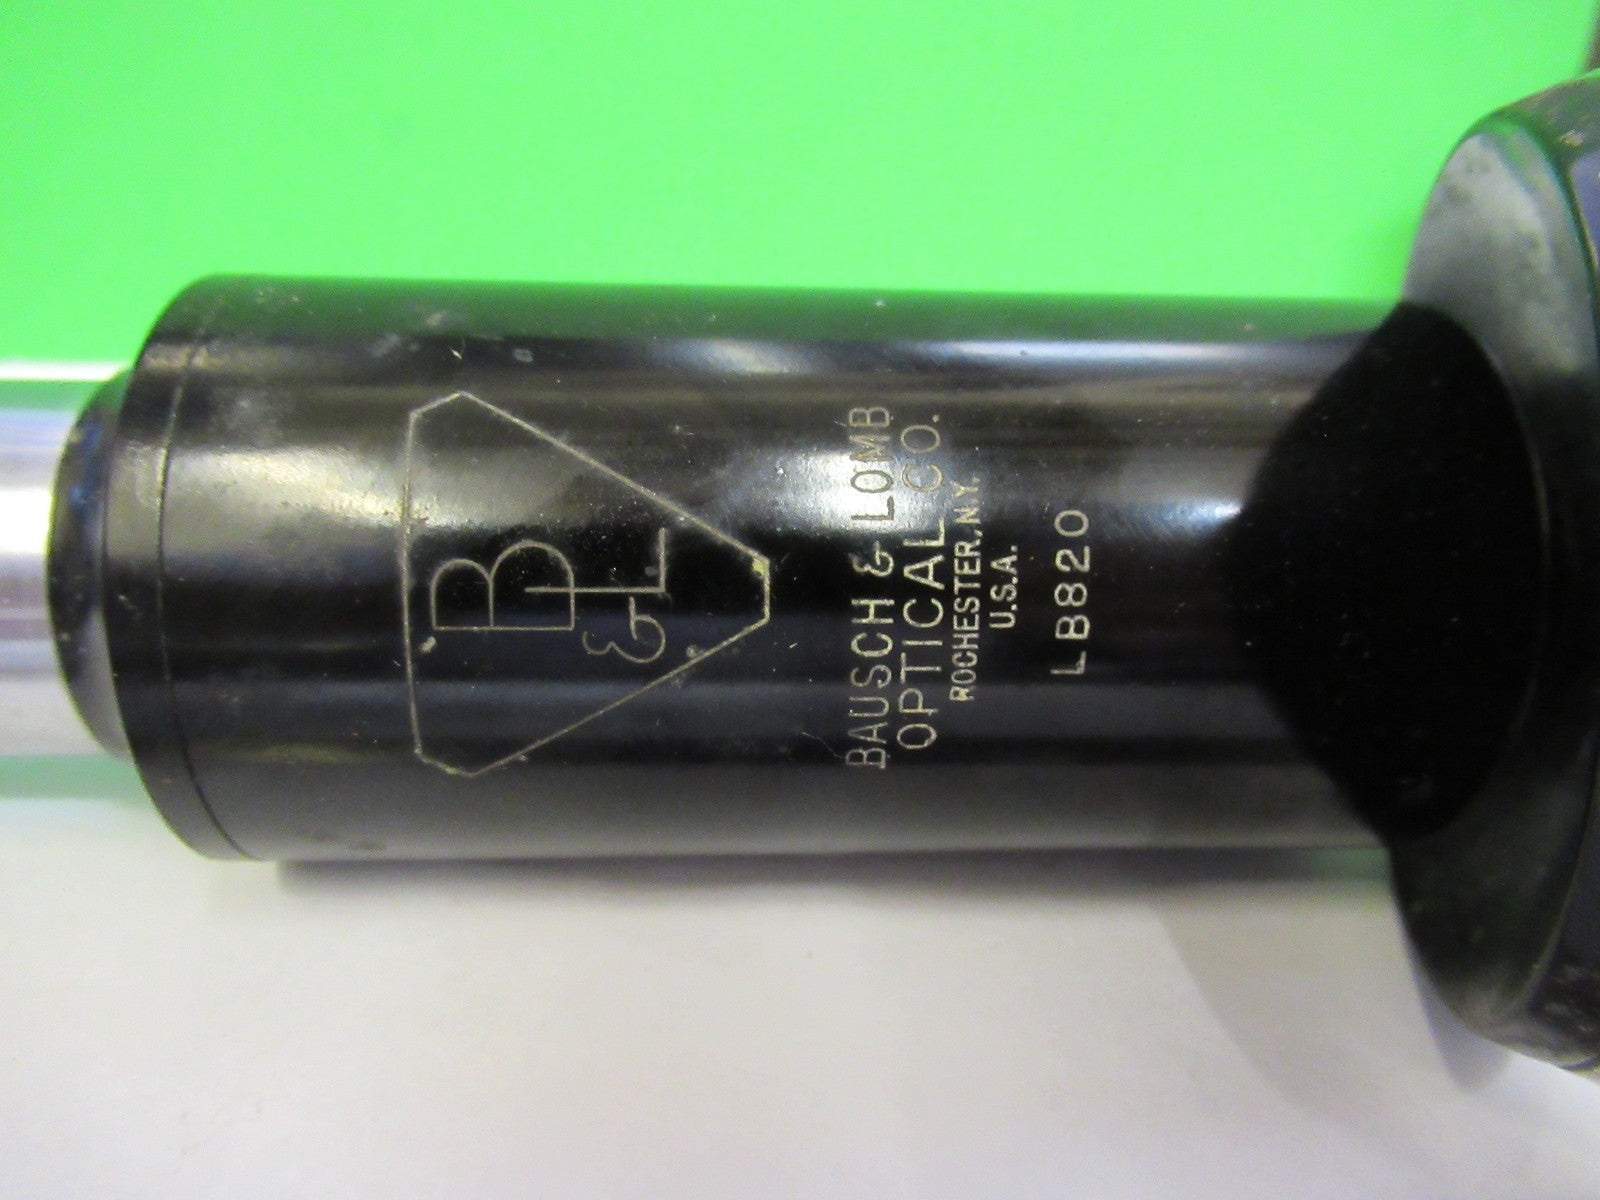 B
&L
BAUSCH & LOMB
OPTICAL CO.
ROCHESTER, N.Y.
U.S.A.
LB820